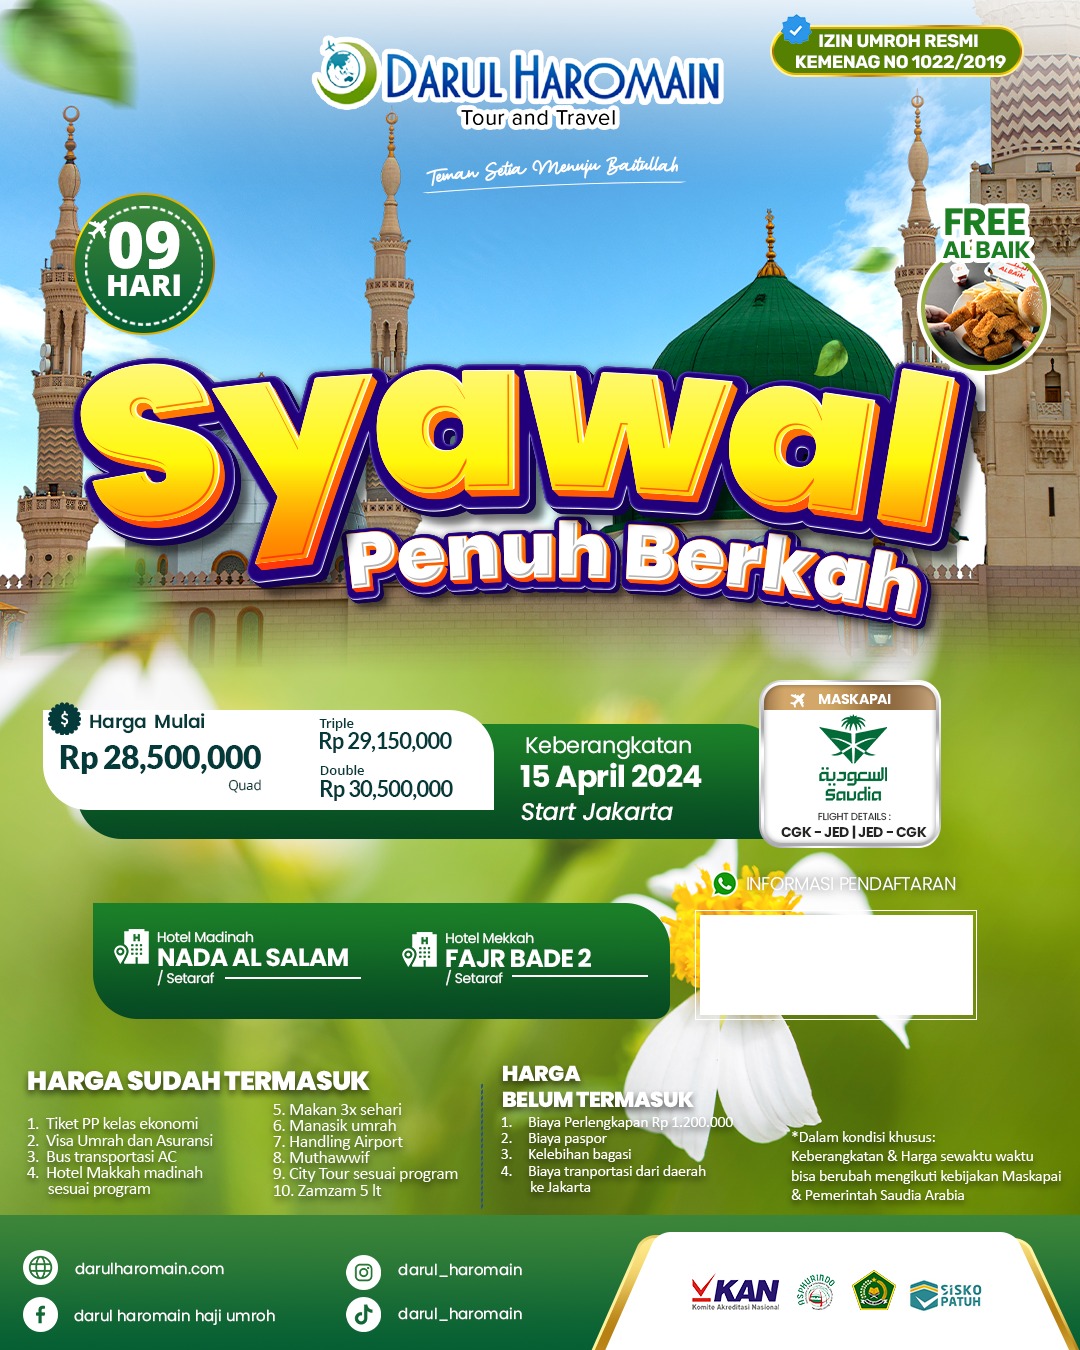 DARUL HAROMAIN
Tour and Travel
Teman Setia Menuju Baitullah
IZIN UMROH RESMI
KEMENAG NO 1022/2019
09
HARI
FREE
AL BAIK
ALBAIK
Syawal
Penuh Berkah
$ Harga Mulai
Rp 28,500,000
Quad
Triple
Rp 29,150,000
Double
Rp 30,500,000
Keberangkatan
15 April 2024
Start Jakarta
MASKAPAI
السعودية
Saudia
FLIGHT DETAILS :
CGK - JED | JED - CGK
INFORMASI PENDAFTARAN
H Hotel Madinah
NADA AL SALAM
/ Setaraf
H Hotel Mekkah
FAJR BADE 2
/ Setaraf
HARGA SUDAH TERMASUK
1. Tiket PP kelas ekonomi
2. Visa Umrah dan Asuransi
3. Bus transportasi AC
4. Hotel Makkah madinah
sesuai program
5. Makan 3x sehari
6. Manasik umrah
7. Handling Airport
8. Muthawwif
9. City Tour sesuai program
10. Zamzam 5 lt
HARGA
BELUM TERMASUK
1. Biaya Perlengkapan Rp 1.200.000
2. Biaya paspor
3. Kelebihan bagasi
4. Biaya tranportasi dari daerah
ke Jakarta
*Dalam kondisi khusus:
Keberangkatan & Harga sewaktu waktu
bisa berubah mengikuti kebijakan Maskapai
& Pemerintah Saudia Arabia
darulharomain.com
darul haromain haji umroh
darul_haromain
darul_haromain
KAN
Komite Akreditasi Nasional
ASPHURINDO
SISKO
PATUH